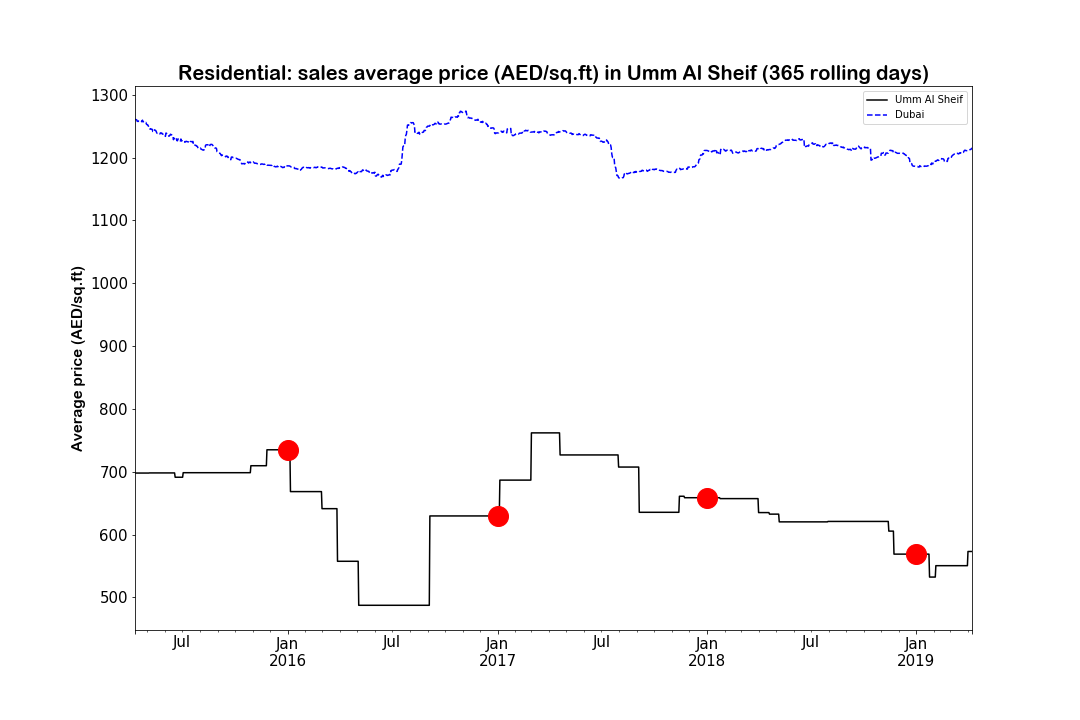 Residential: sales average price (AED/sq.ft) in Umm Al Sheif (365 rolling days)
Umm Al Sheif
Dubai
Average price (AED/sq.ft)
1300
1200
1100
1000
900
800
700
600
500
Jul
Jan
2016
Jul
Jan
2017
Jul
Jan
2018
Jul
Jan
2019